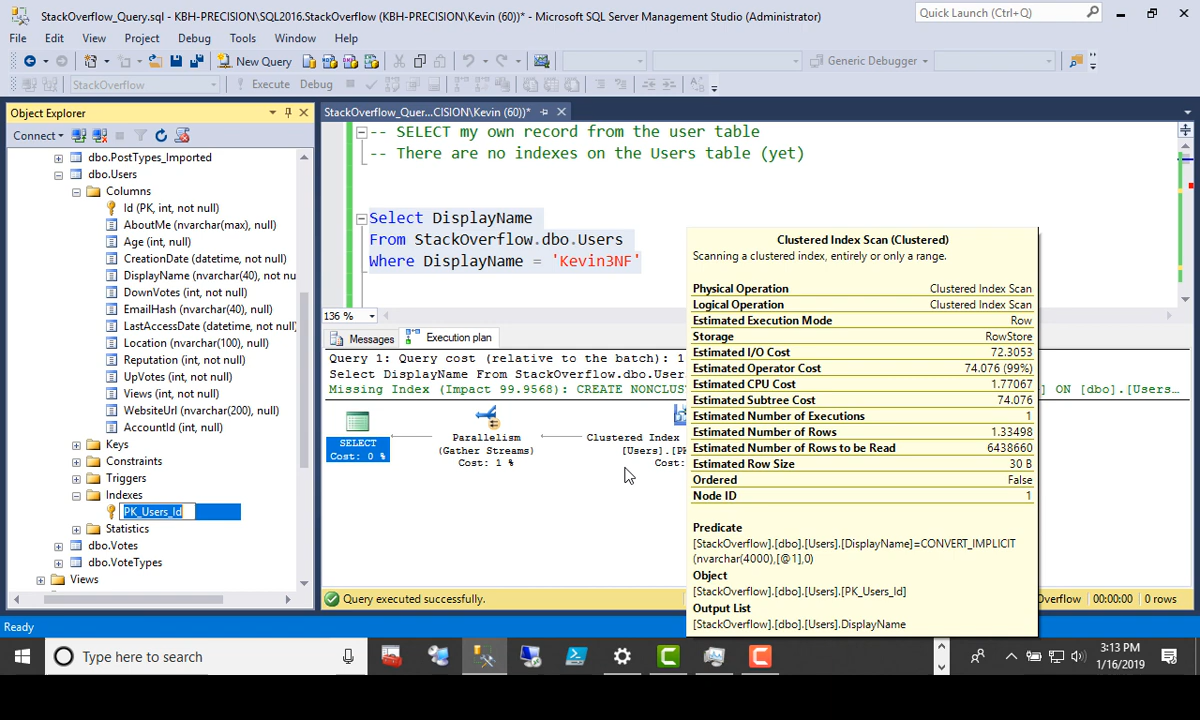 StackOverflow_Query.sql - KBH-PRECISION\SQL2016.StackOverflow (KBH-PRECISION\Kevin (60))* - Microsoft SQL Server Management Studio (Administrator)
Quick Launch (Ctrl+Q)
File Edit View Project Debug Tools Window Help
New Query
Generic Debugger
StackOverflow
Execute Debug
Object Explorer
Connect
dbo.PostTypes_Imported
dbo.Users
Columns
Id (PK, int, not null)
AboutMe (nvarchar(max), null)
Age (int, null)
CreationDate (datetime, not null)
DisplayName (nvarchar(40), not nu
DownVotes (int, not null)
EmailHash (nvarchar(40), null)
LastAccessDate (datetime, not null)
Location (nvarchar(100), null)
Reputation (int, not null)
UpVotes (int, not null)
Views (int, not null)
WebsiteUrl (nvarchar(200), null)
AccountId (int, null)
Keys
Constraints
Triggers
Indexes
PK_Users_Id
Statistics
dbo.Votes
dbo.VoteTypes
Views
StackOverflow_Quer...CISION\Kevin (60))*
-- SELECT my own record from the user table
-- There are no indexes on the Users table (yet)
Select DisplayName
From StackOverflow.dbo.Users
Where DisplayName = 'Kevin3NF'
136 %
Messages Execution plan
Query 1: Query cost (relative to the batch): 1
Select DisplayName From StackOverflow.dbo.User
Missing Index (Impact 99.9568): CREATE NONCLUS
] ON [dbo].[Users...
SELECT
Cost: 0 %
Parallelism
(Gather Streams)
Cost: 1 %
Clustered Index
[Users].[P
Cost:
Clustered Index Scan (Clustered)
Scanning a clustered index, entirely or only a range.
Physical Operation Clustered Index Scan
Logical Operation Clustered Index Scan
Estimated Execution Mode Row
Storage RowStore
Estimated I/O Cost 72.3053
Estimated Operator Cost 74.076 (99%)
Estimated CPU Cost 1.77067
Estimated Subtree Cost 74.076
Estimated Number of Executions 1
Estimated Number of Rows 1.33498
Estimated Number of Rows to be Read 6438660
Estimated Row Size 30 B
Ordered False
Node ID 1
Predicate
[StackOverflow].[dbo].[Users].[DisplayName]=CONVERT_IMPLICIT
(nvarchar(4000),[@1],0)
Object
[StackOverflow].[dbo].[Users].[PK_Users_Id]
Output List
[StackOverflow].[dbo].[Users].DisplayName
Query executed successfully.
Overflow 00:00:00 0 rows
Ready
Type here to search
3:13 PM
1/16/2019